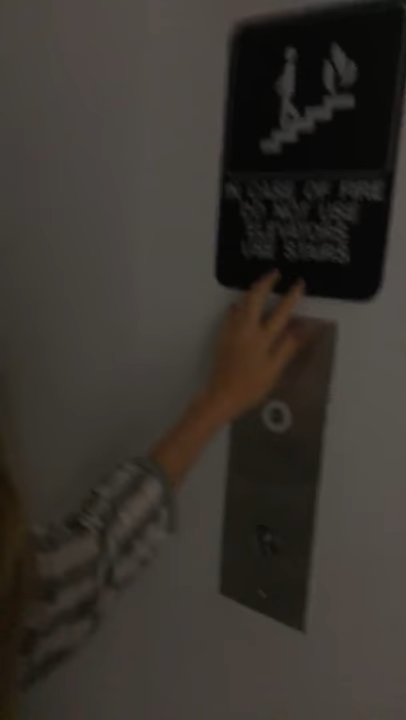 IN CASE OF FIRE
DO NOT USE
ELEVATORS
USE STAIRS